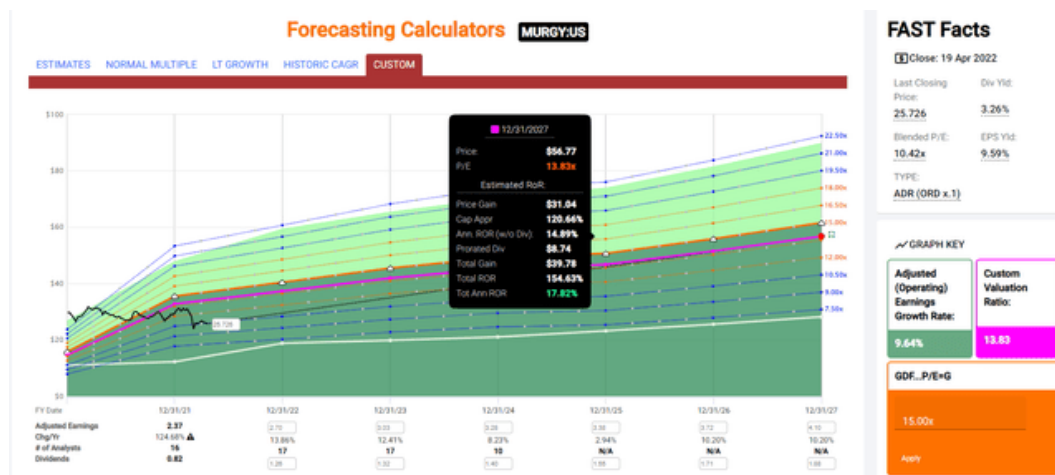 Forecasting Calculators MURGY:US
ESTIMATES NORMAL MULTIPLE LT GROWTH HISTORIC CAGR CUSTOM
$100
$80
$60
$40
$20
$0
12/31/2027
Price: $56.77
P/E 13.83x
Estimated RoR:
Price Gain $31.04
Cap Appr 120.66%
Ann. ROR (w/o Div): 14.89%
Prorated Div $8.74
Total Gain $39.78
Total ROR 154.63%
Tot Ann ROR 17.82%
25.726
22.50x
21.00x
19.50x
18.00x
16.50x
15.00x
12.00x
10.50x
9.00x
7.50x
FY Date 12/31/21 12/31/22 12/31/23 12/31/24 12/31/25 12/31/26 12/31/27
Adjusted Earnings 2.37 2.70 3.03 3.28 3.38 3.72 4.10
Chg/Yr 124.68% 13.86% 12.41% 8.23% 2.94% 10.20% 10.20%
# of Analysts 16 17 17 10 N/A N/A N/A
Dividends 0.82 1.28 1.32 1.40 1.55 1.71 1.88
FAST Facts
Close: 19 Apr 2022
Last Closing Price: 25.726
Div Yld: 3.26%
Blended P/E: 10.42x
EPS Yld: 9.59%
TYPE:
ADR (ORD x.1)
GRAPH KEY
Adjusted (Operating) Earnings Growth Rate:
9.64%
Custom Valuation Ratio:
13.83
GDF...P/E=G
15.00x
Apply